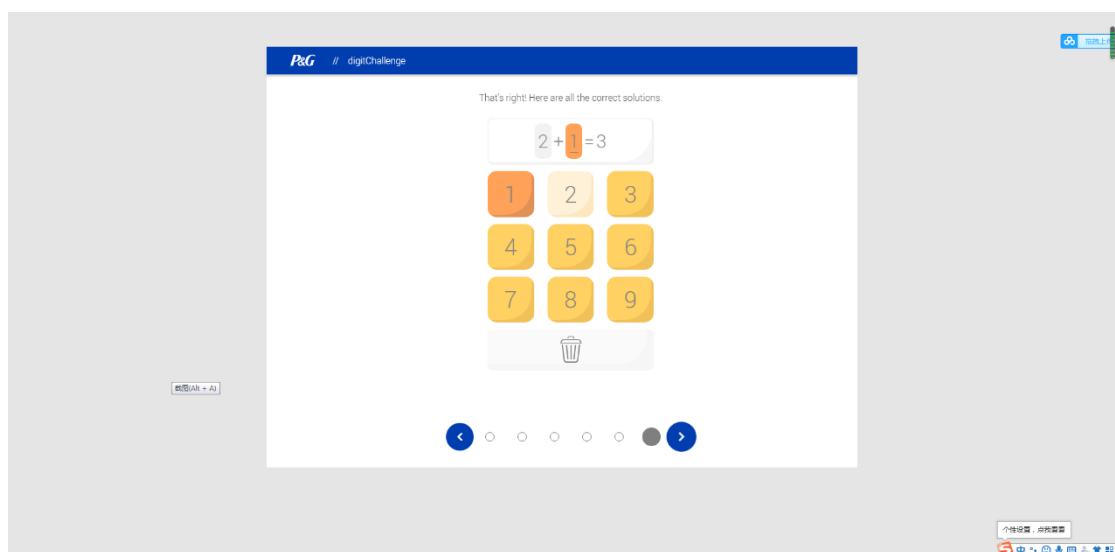 P&G // digitChallenge
That's right! Here are all the correct solutions.
2 + 1 = 3
1 2 3
4 5 6
7 8 9
截图(Alt + A)
个性设置，点我看看
中